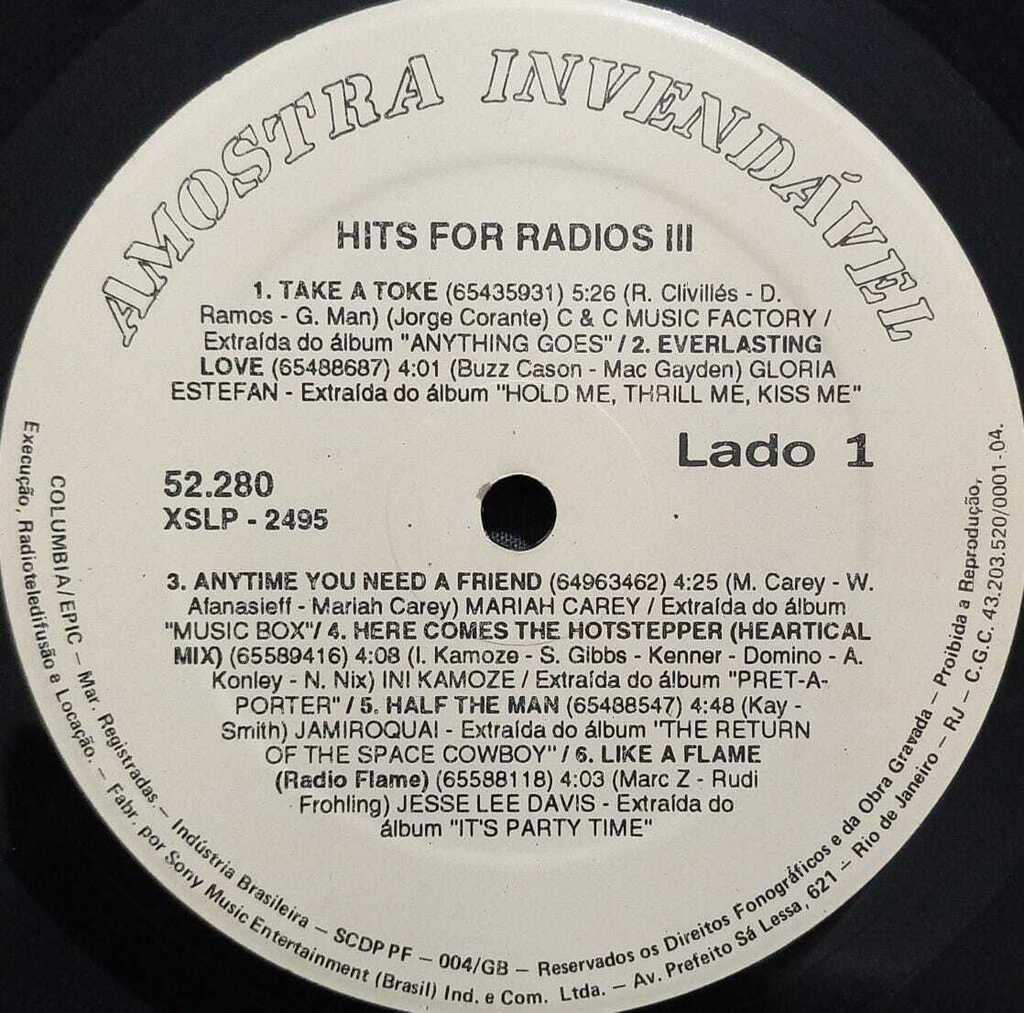 AMOSTRA INVENDÁVEL
HITS FOR RADIOS III
1. TAKE A TOKE (65435931) 5:26 (R. Clivillés - D.
Ramos - G. Man) (Jorge Corante) C & C MUSIC FACTORY /
Extraída do álbum "ANYTHING GOES" / 2. EVERLASTING
LOVE (65488687) 4:01 (Buzz Cason - Mac Gayden) GLORIA
ESTEFAN - Extraída do álbum "HOLD ME, THRILL ME, KISS ME"
Lado 1
52.280
XSLP - 2495
3. ANYTIME YOU NEED A FRIEND (64963462) 4:25 (M. Carey - W.
Afanasieff - Mariah Carey) MARIAH CAREY / Extraída do álbum
"MUSIC BOX"/ 4. HERE COMES THE HOTSTEPPER (HEARTICAL
MIX) (65589416) 4:08 (I. Kamoze - S. Gibbs - Kenner - Domino - A.
Konley - N. Nix) INI KAMOZE / Extraída do álbum "PRET-A-
PORTER" / 5. HALF THE MAN (65488547) 4:48 (Kay -
Smith) JAMIROQUAI - Extraída do álbum "THE RETURN
OF THE SPACE COWBOY" / 6. LIKE A FLAME
(Radio Flame) (65588118) 4:03 (Marc Z - Rudi
Frohling) JESSE LEE DAVIS - Extraída do
álbum "IT'S PARTY TIME"
COLUMBIA / EPIC – Mar. Registradas. – Indústria Brasileira – SCDP PF – 004/GB – Reservados os Direitos Fonográficos e da Obra Gravada – Proibida a Reprodução,
Execução, Radioteledifusão e Locação. – Fabr. por Sony Music Entertainment (Brasil) Ind. e Com. Ltda. – Av. Prefeito Sá Lessa, 621 – Rio de Janeiro – RJ – C.G.C. 43.203.520/0001-04.